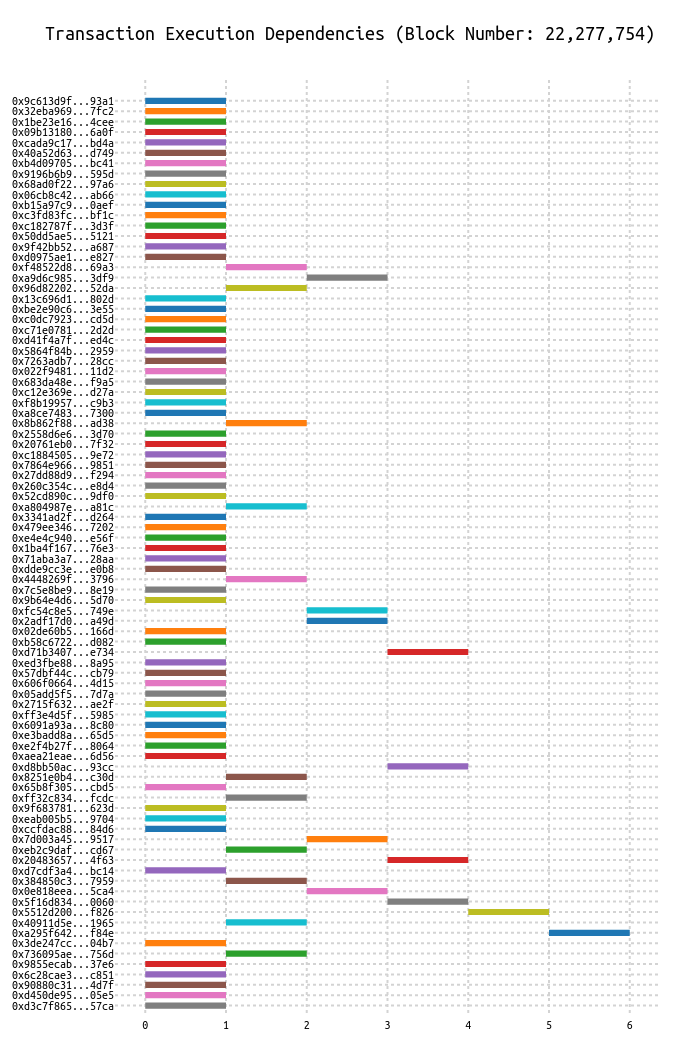 Transaction Execution Dependencies (Block Number: 22,277,754)
0x9c613d9f...93a1
0x32eba969...7fc2
0x1be23e16...4cee
0x09b13180...6a0f
0xcada9c17...bd4a
0x40a52d63...d749
0xb4d09705...bc41
0x9196b6b9...595d
0x68ad0f22...97a6
0x06cb8c42...ab66
0xb15a97c9...0aef
0xc3fd83fc...bf1c
0xc182787f...3d3f
0x50dd5ae5...5121
0x9f42bb52...a687
0xd0975ae1...e827
0xf48522d8...69a3
0xa9d6c985...3df9
0x96d82202...52da
0x13c696d1...802d
0xbe2e90c6...3e55
0xc0dc7923...cd5d
0xc71e0781...2d2d
0xd41f4a7f...ed4c
0x5864f84b...2959
0x7263adb7...28cc
0x022f9481...11d2
0x683da48e...f9a5
0xc12e369e...d27a
0xf8b19957...c9b3
0xa8ce7483...7300
0x8b862f88...ad38
0x2558d6e6...3d70
0x20761eb0...7f32
0xc1884505...9e72
0x7864e966...9851
0x27dd88d9...f294
0x260c354c...e8d4
0x52cd890c...9df0
0xa804987e...a81c
0x3341ad2f...d264
0x479ee346...7202
0xe4e4c940...e56f
0x1ba4f167...76e3
0x71aba3a7...28aa
0xdde9cc3e...e0b8
0x4448269f...3796
0x7c5e8be9...8e19
0x9b64e4d6...5d70
0xfc54c8e5...749e
0x2adf17d0...a49d
0x02de60b5...166d
0xb58c6722...d082
0xd71b3407...e734
0xed3fbe88...8a95
0x57dbf44c...cb79
0x606f0664...4d15
0x05add5f5...7d7a
0x2715f632...ae2f
0xff3e4d5f...5985
0x6091a93a...8c80
0xe3badd8a...65d5
0xe2f4b27f...8064
0xaea21eae...6d56
0xd8bb50ac...93cc
0x8251e0b4...c30d
0x65b8f305...cbd5
0xff32c834...fcdc
0x9f683781...623d
0xeab005b5...9704
0xccfdac88...84d6
0x7d003a45...9517
0xeb2c9daf...cd67
0x20483657...4f63
0xd7cdf3a4...bc14
0x384850c3...7959
0x0e818eea...5ca4
0x5f16d834...0060
0x5512d200...f826
0x40911d5e...1965
0xa295f642...f84e
0x3de247cc...04b7
0x736095ae...756d
0x9855ecab...37e6
0x6c28cae3...c851
0x90880c31...4d7f
0xd450de95...05e5
0xd3c7f865...57ca
0 1 2 3 4 5 6